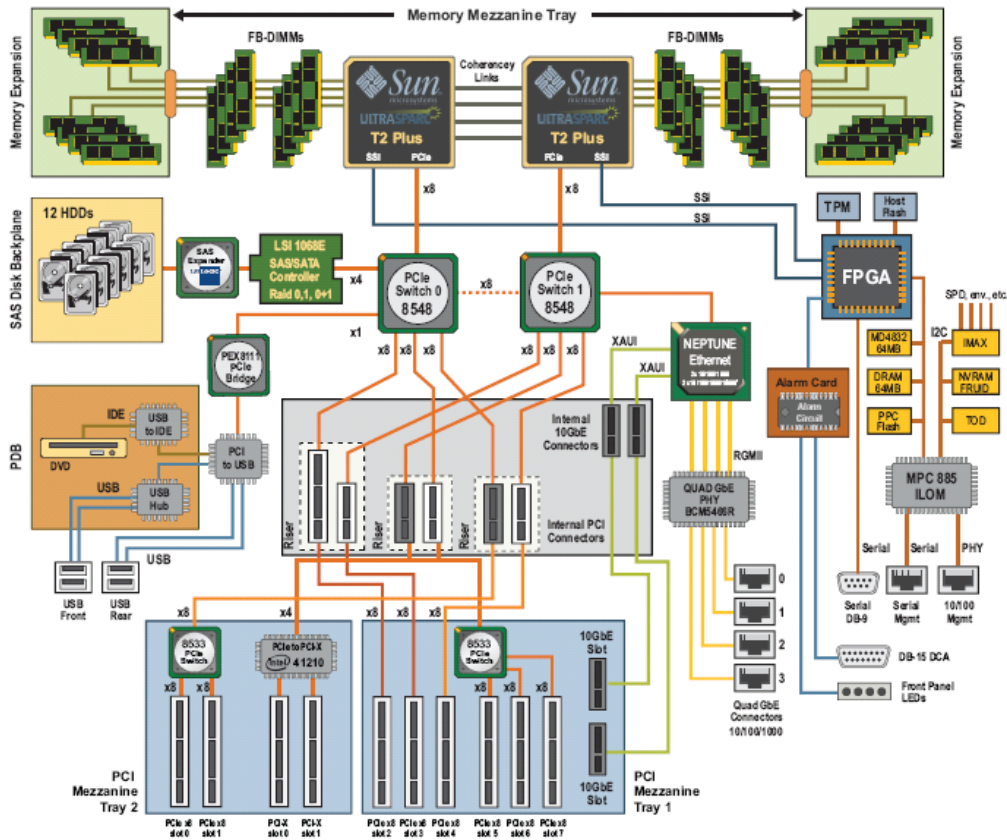 Memory Mezzanine Tray
Memory Expansion
FB-DIMMs
Sun
microsystems
ULTRASPARC
T2 Plus
SSI
PCIe
Coherencey
Links
Sun
microsystems
ULTRASPARC
T2 Plus
PCIe
SSI
FB-DIMMs
Memory Expansion
x8
x8
SSI
SSI
TPM
Host
Flash
FPGA
SAS Disk Backplane
12 HDDs
SAS
Expander
LSI 1068E
SAS/SATA
Controller
Raid 0,1, 0+1
x4
PCIe
Switch 0
8548
x8
PCIe
Switch 1
8548
x1
x8
x8
x8
x8
x8
x8
PEX8111
PCIe
Bridge
XAUI
XAUI
NEPTUNE
Ethernet
SPD, env., etc.
I2C
MD4832
64MB
IMAX
DRAM
64MB
NVRAM
FRUID
PPC
Flash
TOD
Alarm Card
Alarm
Circuit
PDB
IDE
USB
to IDE
DVD
PCI
to USB
USB
USB
Hub
USB
USB
Front
USB
Rear
Internal
10GbE
Connectors
Riser
Riser
Riser
Internal PCI
Connectors
RGMII
QUAD GbE
PHY
BCM5466R
MPC 885
ILOM
Serial
Serial
PHY
Serial
DB-9
Serial
Mgmt
10/100
Mgmt
0
1
2
3
Quad GbE
Connectors
10/100/1000
DB-15 DCA
Front Panel
LEDs
x8
x4
x8
x8
x8
x8
8533
PCIe
Switch
x8
x8
PCIe to PCI-X
intel
41210
8533
PCIe
Switch
x8
x8
x8
10GbE
Slot
10GbE
Slot
PCI
Mezzanine
Tray 2
PCI
Mezzanine
Tray 1
PCIe x8
slot 0
PCIe x8
slot 1
PCI-X
slot 0
PCI-X
slot 1
PCIe x8
slot 2
PCIe x8
slot 3
PCIe x8
slot 4
PCIe x8
slot 5
PCIe x8
slot 6
PCIe x8
slot 7